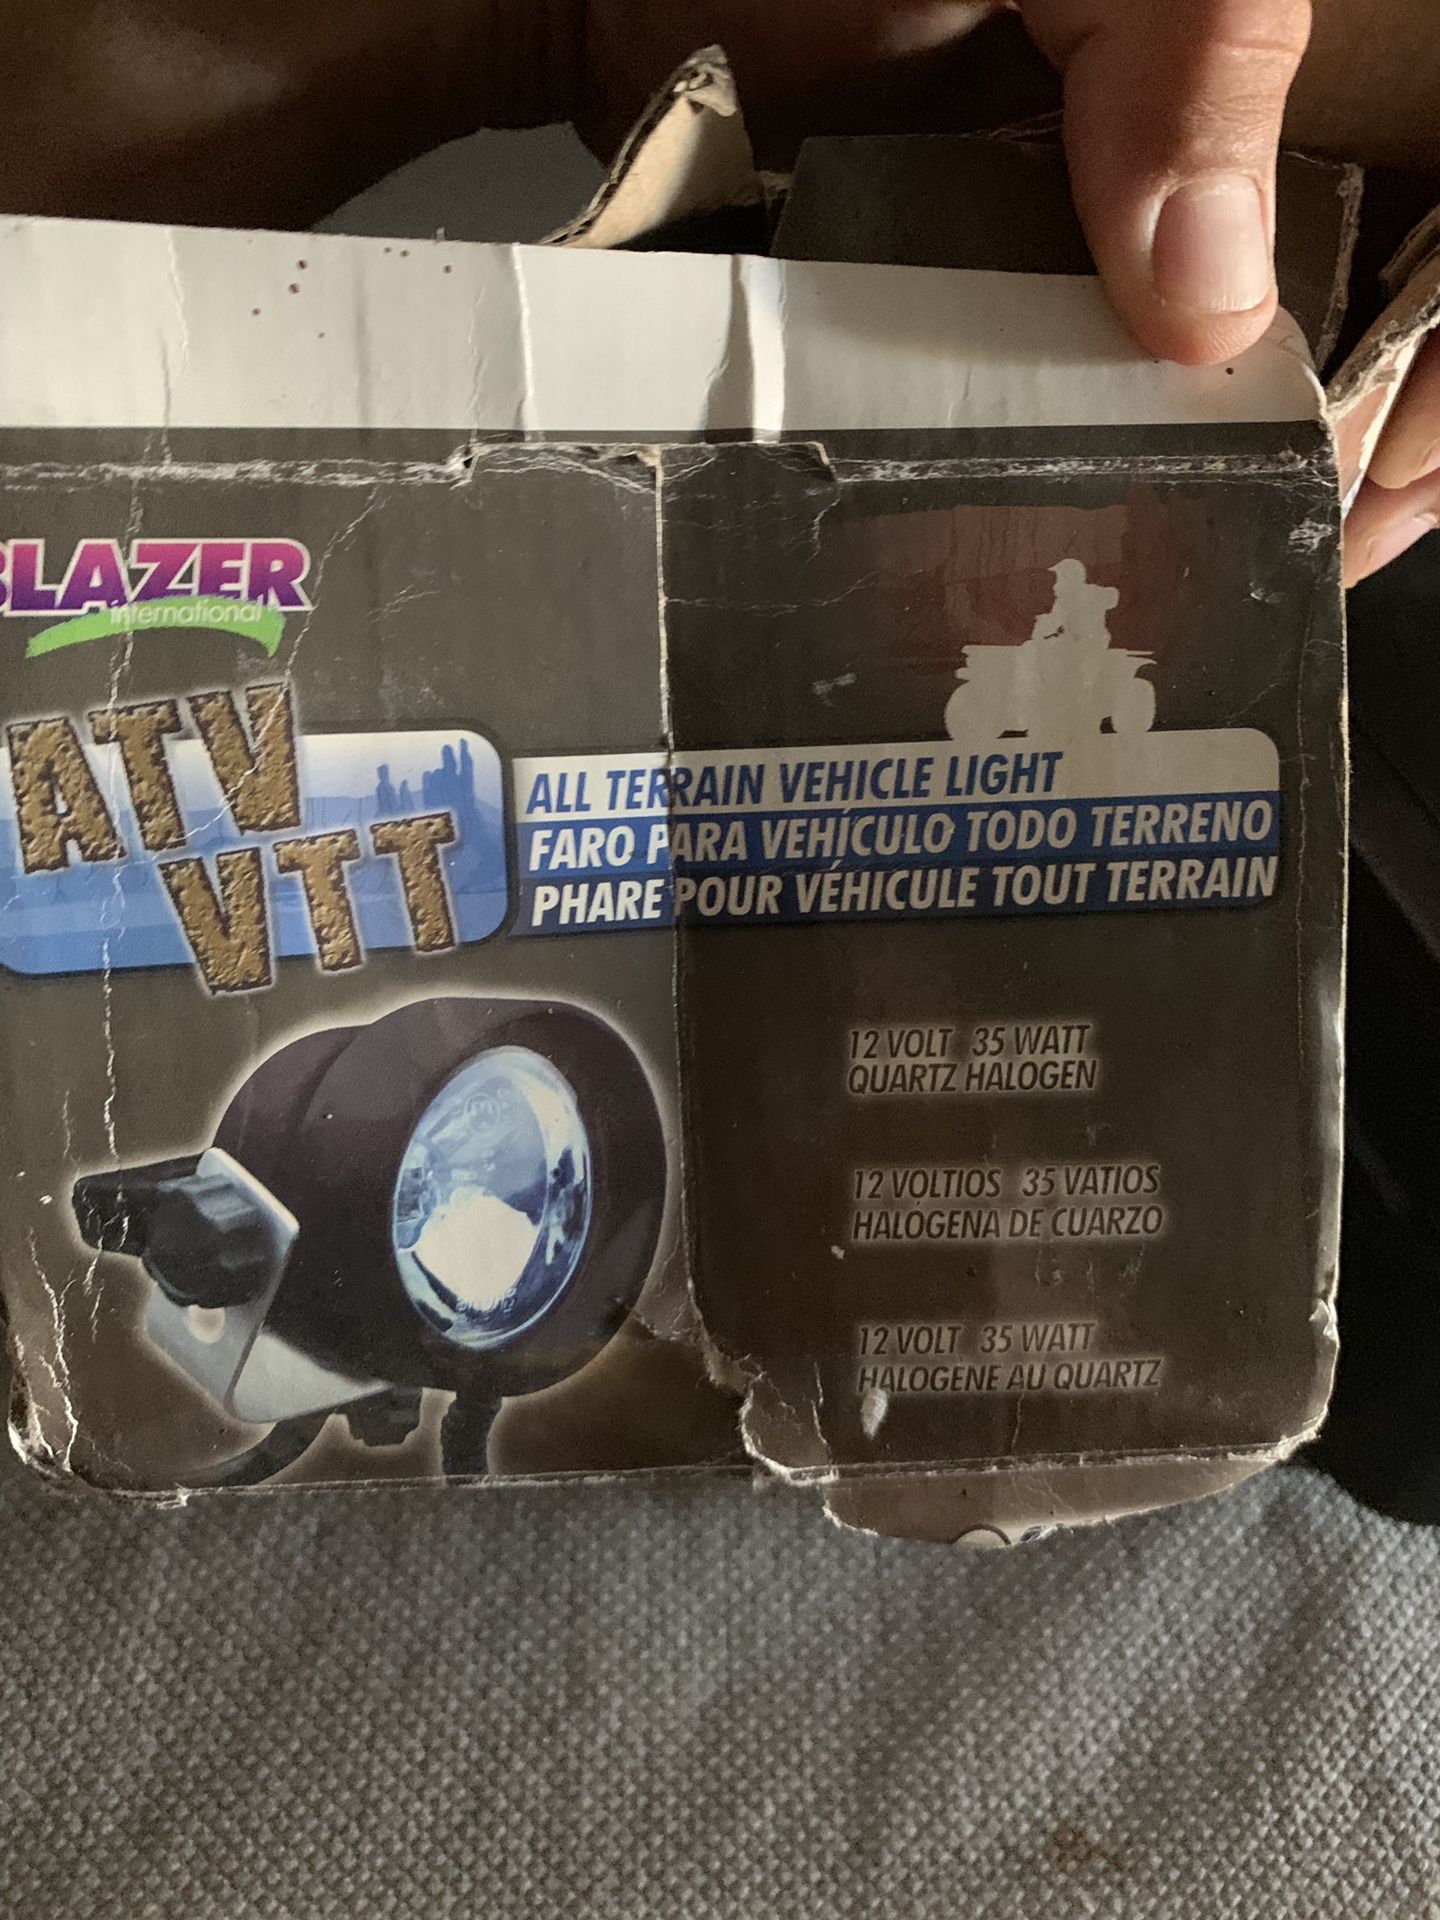 BLAZER
international
ATV
VTT
ALL TERRAIN VEHICLE LIGHT
FARO PARA VEHÍCULO TODO TERRENO
PHARE POUR VÉHICULE TOUT TERRAIN
12 VOLT 35 WATT
QUARTZ HALOGEN
12 VOLTIOS 35 VATIOS
HALOGENA DE CUARZO
12 VOLT 35 WATT
HALOGENE AU QUARTZ